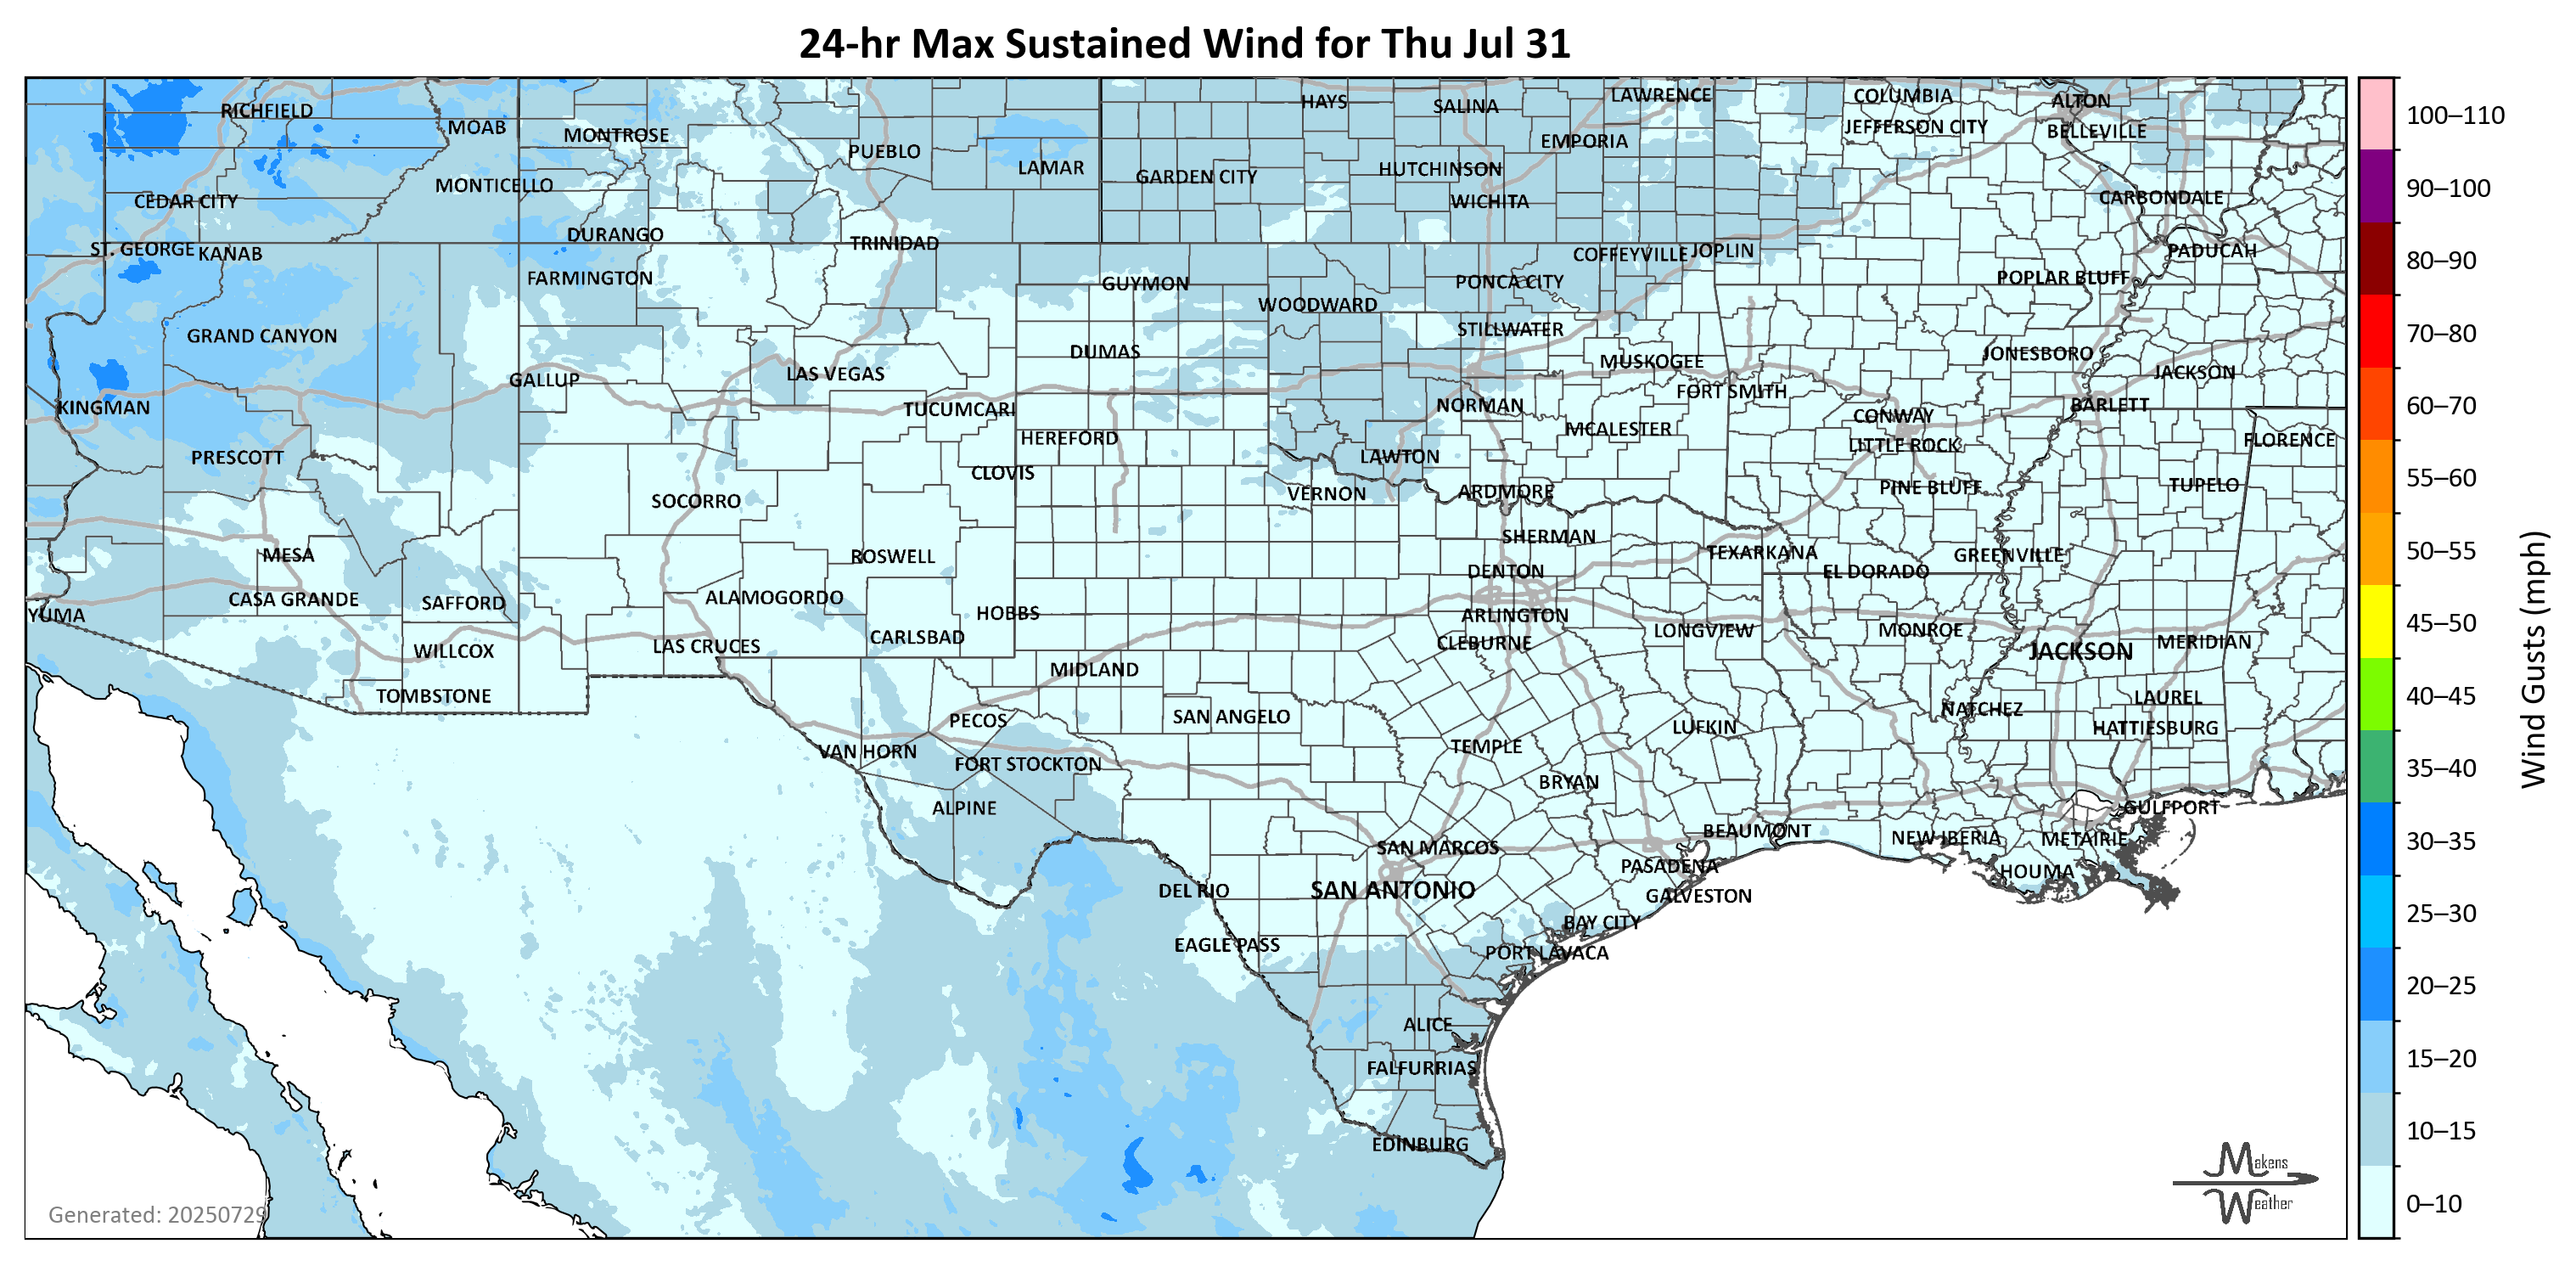 24-hr Max Sustained Wind for Thu Jul 31
RICHFIELD
MOAB
MONTROSE
PUEBLO
LAMAR
HAYS
SALINA
LAWRENCE
COLUMBIA
ALTON
JEFFERSON CITY
BELLEVILLE
EMPORIA
GARDEN CITY
HUTCHINSON
WICHITA
MONTICELLO
CEDAR CITY
CARBONDALE
DURANGO
TRINIDAD
ST. GEORGE
KANAB
FARMINGTON
GUYMON
COFFEYVILLE
JOPLIN
PADUCAH
POPLAR BLUFF
PONCA CITY
WOODWARD
STILLWATER
GRAND CANYON
DUMAS
MUSKOGEE
JONESBORO
JACKSON
GALLUP
LAS VEGAS
FORT SMITH
KINGMAN
TUCUMCARI
NORMAN
CONWAY
BARLETT
HEREFORD
MCALESTER
LITTLE ROCK
FLORENCE
PRESCOTT
CLOVIS
LAWTON
VERNON
ARDMORE
PINE BLUFF
TUPELO
SOCORRO
SHERMAN
MESA
ROSWELL
TEXARKANA
GREENVILLE
DENTON
EL DORADO
CASA GRANDE
SAFFORD
ALAMOGORDO
HOBBS
ARLINGTON
YUMA
CARLSBAD
CLEBURNE
LONGVIEW
MONROE
JACKSON
MERIDIAN
WILLCOX
LAS CRUCES
MIDLAND
TOMBSTONE
PECOS
SAN ANGELO
LAUREL
NATCHEZ
HATTIESBURG
LUFKIN
VAN HORN
FORT STOCKTON
TEMPLE
BRYAN
ALPINE
GULFPORT
BEAUMONT
NEW IBERIA
METAIRIE
SAN MARCOS
PASADENA
HOUMA
DEL RIO
SAN ANTONIO
GALVESTON
BAY CITY
EAGLE PASS
PORT LAVACA
ALICE
FALFURRIAS
EDINBURG
Generated: 20250729
Makens
Weather
100–110
90–100
80–90
70–80
60–70
55–60
50–55
45–50
40–45
35–40
30–35
25–30
20–25
15–20
10–15
0–10
Wind Gusts (mph)